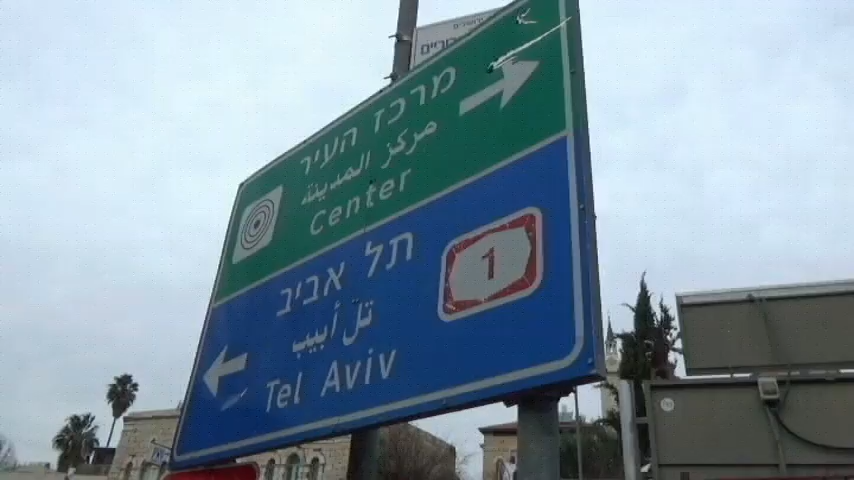 מרכז העיר
مركز المدينة
Center
תל אביב
تل أبيب
Tel Aviv
1